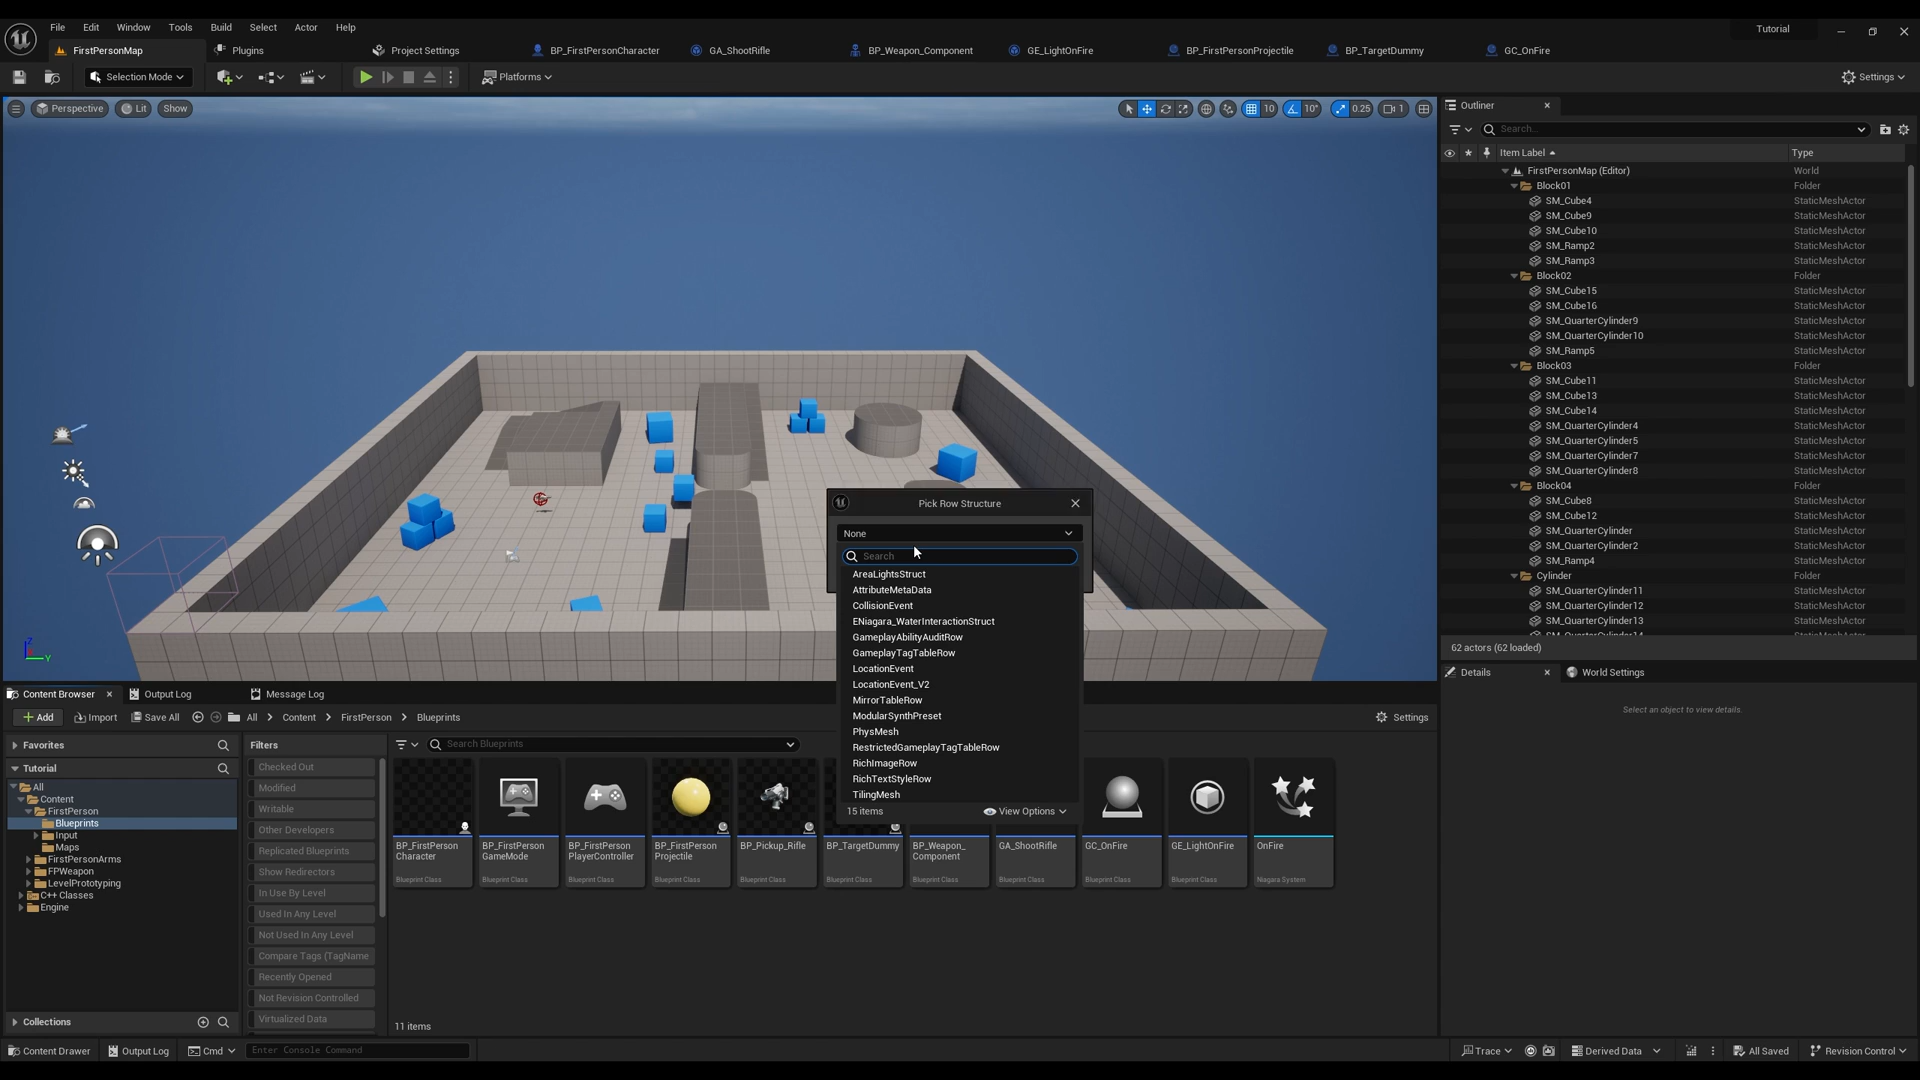 File Edit Window Tools Build Select Actor Help
Tutorial
FirstPersonMap Plugins Project Settings BP_FirstPersonCharacter GA_ShootRifle BP_Weapon_Component GE_LightOnFire BP_FirstPersonProjectile BP_TargetDummy GC_OnFire
Selection Mode Platforms Settings
Perspective Lit Show 10 10° 0.25 1
Outliner
Search...
Item Label Type
FirstPersonMap (Editor) World
Block01 Folder
SM_Cube4 StaticMeshActor
SM_Cube9 StaticMeshActor
SM_Cube10 StaticMeshActor
SM_Ramp2 StaticMeshActor
SM_Ramp3 StaticMeshActor
Block02 Folder
SM_Cube15 StaticMeshActor
SM_Cube16 StaticMeshActor
SM_QuarterCylinder9 StaticMeshActor
SM_QuarterCylinder10 StaticMeshActor
SM_Ramp5 StaticMeshActor
Block03 Folder
SM_Cube11 StaticMeshActor
SM_Cube13 StaticMeshActor
SM_Cube14 StaticMeshActor
SM_QuarterCylinder4 StaticMeshActor
SM_QuarterCylinder5 StaticMeshActor
SM_QuarterCylinder7 StaticMeshActor
SM_QuarterCylinder8 StaticMeshActor
Block04 Folder
SM_Cube8 StaticMeshActor
SM_Cube12 StaticMeshActor
SM_QuarterCylinder StaticMeshActor
SM_QuarterCylinder2 StaticMeshActor
SM_Ramp4 StaticMeshActor
Cylinder Folder
SM_QuarterCylinder11 StaticMeshActor
SM_QuarterCylinder12 StaticMeshActor
SM_QuarterCylinder13 StaticMeshActor
SM_QuarterCylinder14 StaticMeshActor
62 actors (62 loaded)
Details World Settings
Select an object to view details.
Z
Y
Pick Row Structure
None
Search
AreaLightsStruct
AttributeMetaData
CollisionEvent
ENiagara_WaterInteractionStruct
GameplayAbilityAuditRow
GameplayTagTableRow
LocationEvent
LocationEvent_V2
MirrorTableRow
ModularSynthPreset
PhysMesh
RestrictedGameplayTagTableRow
RichImageRow
RichTextStyleRow
TilingMesh
15 items View Options
Content Browser Output Log Message Log
Add Import Save All All Content FirstPerson Blueprints Settings
Favorites
Tutorial
All
Content
FirstPerson
Blueprints
Input
Maps
FirstPersonArms
FPWeapon
LevelPrototyping
C++ Classes
Engine
Collections
Filters
Checked Out
Modified
Writable
Other Developers
Replicated Blueprints
Show Redirectors
In Use By Level
Used In Any Level
Not Used In Any Level
Compare Tags (TagName
Recently Opened
Not Revision Controlled
Virtualized Data
Search Blueprints
BP_FirstPerson
Character
Blueprint Class
BP_FirstPerson
GameMode
Blueprint Class
BP_FirstPerson
PlayerController
Blueprint Class
BP_FirstPerson
Projectile
Blueprint Class
BP_Pickup_Rifle
Blueprint Class
BP_TargetDummy
Blueprint Class
BP_Weapon_
Component
Blueprint Class
GA_ShootRifle
Blueprint Class
GC_OnFire
Blueprint Class
GE_LightOnFire
Blueprint Class
OnFire
Niagara System
11 items
Content Drawer Output Log Cmd Enter Console Command Trace Derived Data All Saved Revision Control